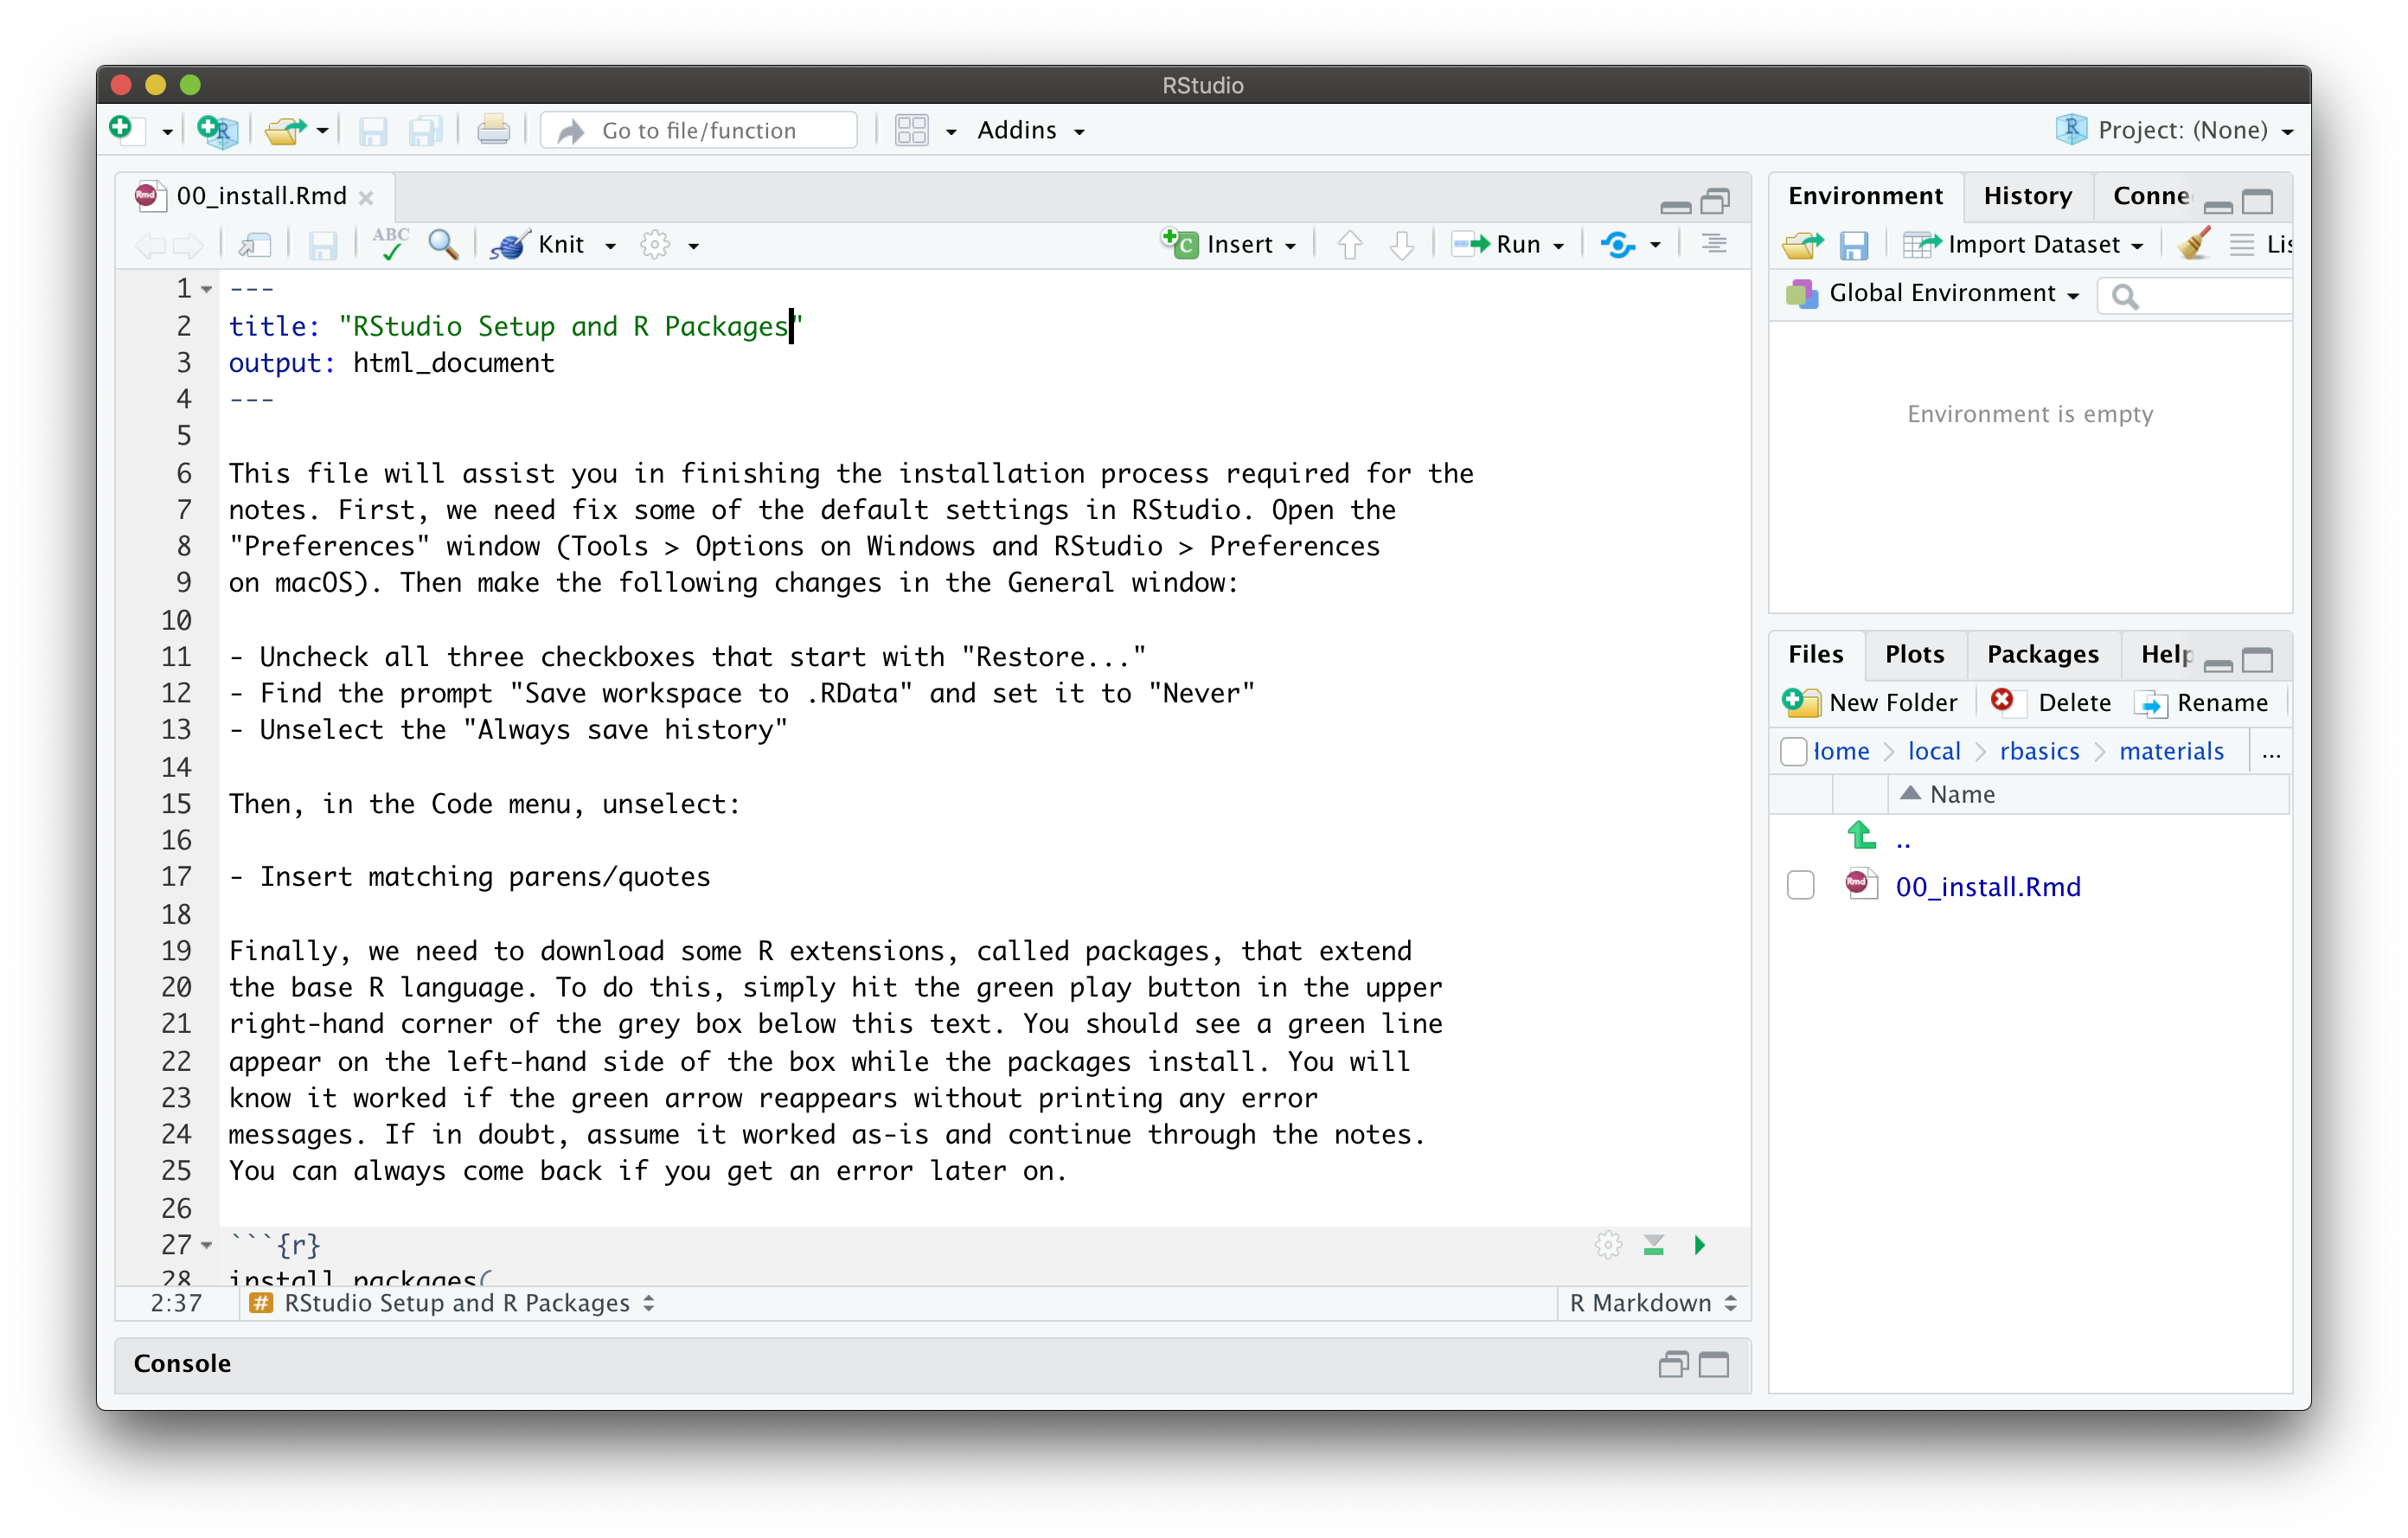 RStudio
Go to file/function
Addins
Project: (None)
00_install.Rmd
Knit
Insert
Run
1 ---
2 title: "RStudio Setup and R Packages"
3 output: html_document
4 ---
5
6 This file will assist you in finishing the installation process required for the
7 notes. First, we need fix some of the default settings in RStudio. Open the
8 "Preferences" window (Tools > Options on Windows and RStudio > Preferences
9 on macOS). Then make the following changes in the General window:
10
11 - Uncheck all three checkboxes that start with "Restore..."
12 - Find the prompt "Save workspace to .RData" and set it to "Never"
13 - Unselect the "Always save history"
14
15 Then, in the Code menu, unselect:
16
17 - Insert matching parens/quotes
18
19 Finally, we need to download some R extensions, called packages, that extend
20 the base R language. To do this, simply hit the green play button in the upper
21 right-hand corner of the grey box below this text. You should see a green line
22 appear on the left-hand side of the box while the packages install. You will
23 know it worked if the green arrow reappears without printing any error
24 messages. If in doubt, assume it worked as-is and continue through the notes.
25 You can always come back if you get an error later on.
26
27 ```{r}
28 install.packages(
2:37 # RStudio Setup and R Packages R Markdown
Console
Environment History Conne
Import Dataset Lis
Global Environment
Environment is empty
Files Plots Packages Help
New Folder Delete Rename
Home local rbasics materials ...
Name
..
00_install.Rmd